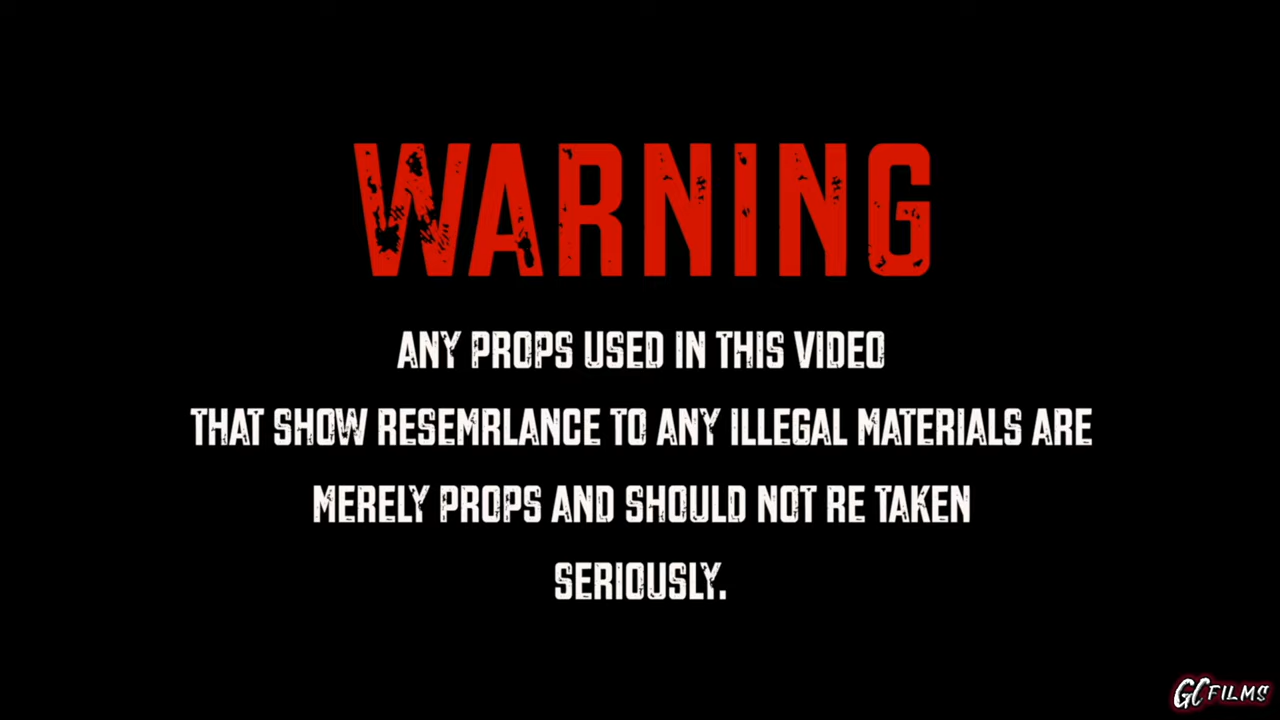 WARNING
ANY PROPS USED IN THIS VIDEO
THAT SHOW RESEMRLANCE TO ANY ILLEGAL MATERIALS ARE
MERELY PROPS AND SHOULD NOT RE TAKEN
SERIOUSLY.
GC FILMS